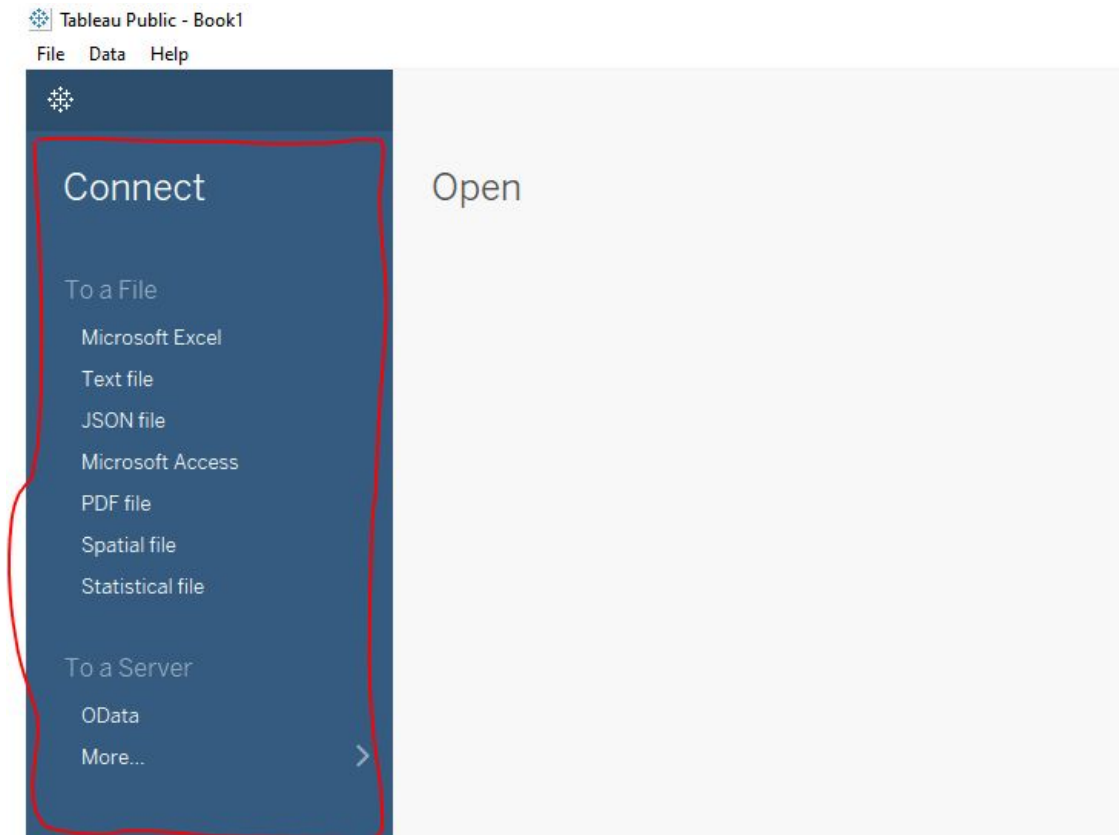 Tableau Public - Book1
File Data Help
Connect
Open
To a File
Microsoft Excel
Text file
JSON file
Microsoft Access
PDF file
Spatial file
Statistical file
To a Server
OData
More...